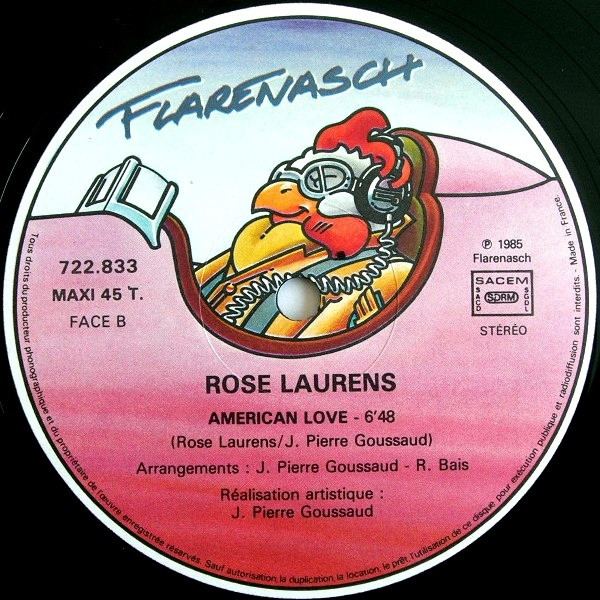 FLARENASCH
722.833
MAXI 45 T.
FACE B
℗ 1985
Flarenasch
SACEM
SACD SDRM SGDL
STÉRÉO
ROSE LAURENS
AMERICAN LOVE - 6'48
(Rose Laurens/J. Pierre Goussaud)
Arrangements : J. Pierre Goussaud - R. Bais
Réalisation artistique :
J. Pierre Goussaud
Tous droits du producteur phonographique et du propriétaire de l'œuvre enregistrée réservés. Sauf autorisation, la duplication, la location, le prêt, l'utilisation de ce disque pour exécution publique et radiodiffusion sont interdits. - Made in France.